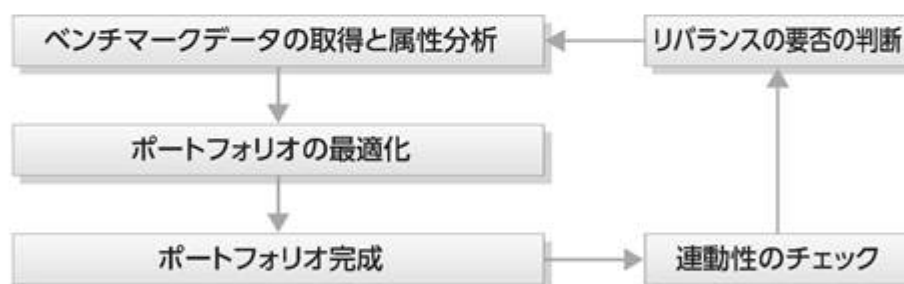 ベンチマークデータの取得と属性分析
リバランスの要否の判断
ポートフォリオの最適化
ポートフォリオ完成
連動性のチェック